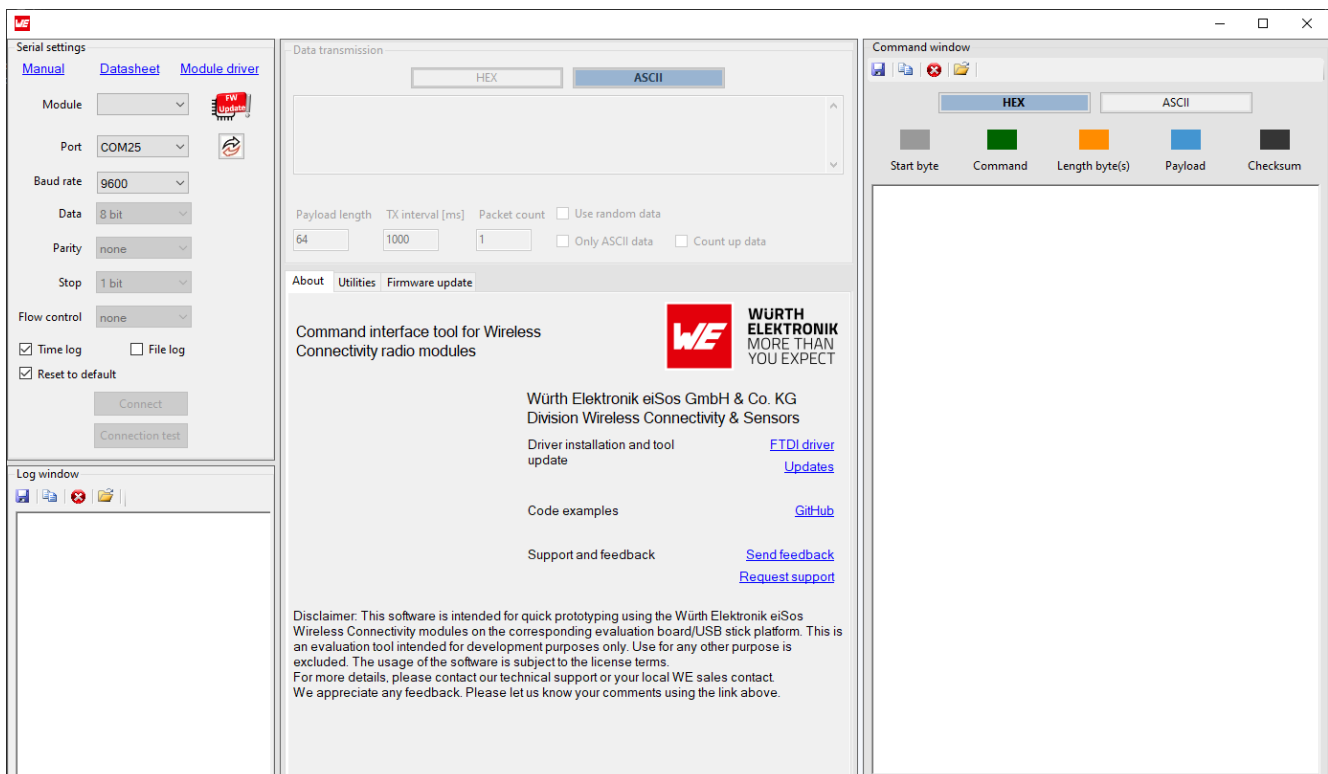 WE
Serial settings
Manual Datasheet Module driver
Module
FW
Update
Port COM25
Baud rate 9600
Data 8 bit
Parity none
Stop 1 bit
Flow control none
Time log File log
Reset to default
Connect
Connection test
Log window
Data transmission
HEX ASCII
Payload length TX interval [ms] Packet count Use random data
64 1000 1 Only ASCII data Count up data
About Utilities Firmware update
Command interface tool for Wireless
Connectivity radio modules
WE
WÜRTH
ELEKTRONIK
MORE THAN
YOU EXPECT
Würth Elektronik eiSos GmbH & Co. KG
Division Wireless Connectivity & Sensors
Driver installation and tool
update
FTDI driver
Updates
Code examples GitHub
Support and feedback Send feedback
Request support
Disclaimer: This software is intended for quick prototyping using the Würth Elektronik eiSos
Wireless Connectivity modules on the corresponding evaluation board/USB stick platform. This is
an evaluation tool intended for development purposes only. Use for any other purpose is
excluded. The usage of the software is subject to the license terms.
For more details, please contact our technical support or your local WE sales contact.
We appreciate any feedback. Please let us know your comments using the link above.
Command window
HEX ASCII
Start byte Command Length byte(s) Payload Checksum